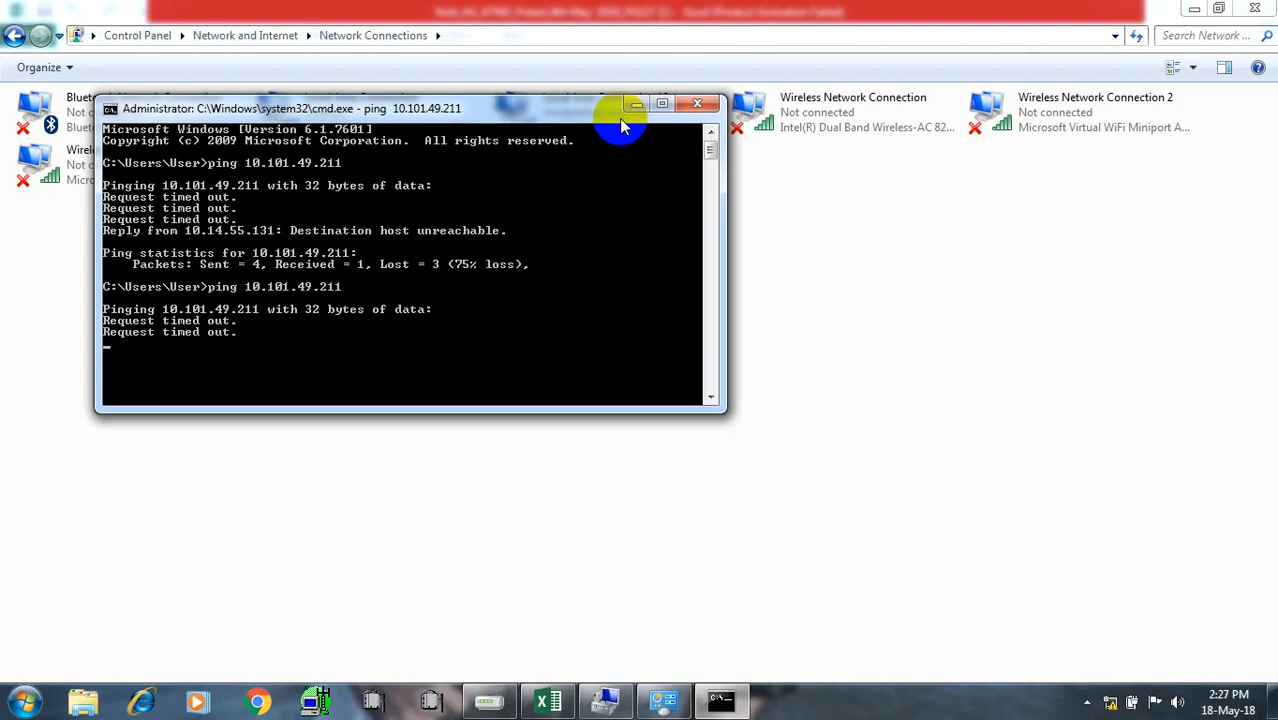 Control Panel Network and Internet Network Connections Search Network
Organize
Wireless Network Connection
Not connected
Intel(R) Dual Band Wireless-AC 82...
Wireless Network Connection 2
Not connected
Microsoft Virtual WiFi Miniport A...
Administrator: C:\Windows\system32\cmd.exe - ping 10.101.49.211
Microsoft Windows [Version 6.1.7601]
Copyright (c) 2009 Microsoft Corporation. All rights reserved.
C:\Users\User>ping 10.101.49.211
Pinging 10.101.49.211 with 32 bytes of data:
Request timed out.
Request timed out.
Request timed out.
Reply from 10.14.55.131: Destination host unreachable.
Ping statistics for 10.101.49.211:
Packets: Sent = 4, Received = 1, Lost = 3 (75% loss),
C:\Users\User>ping 10.101.49.211
Pinging 10.101.49.211 with 32 bytes of data:
Request timed out.
Request timed out.
2:27 PM
18-May-18